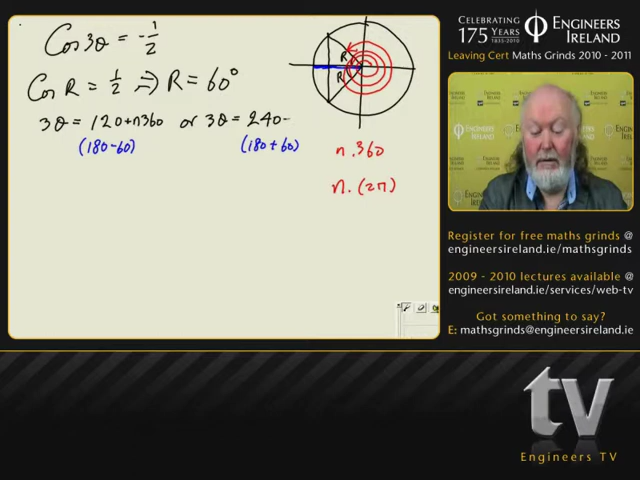 Cos3θ = -1/2
Cos R = 1/2 ⇒ R = 60°
3θ = 120+n360 or 3θ = 240-
(180-60) (180+60)
R
R
n.360
n.(2π)
CELEBRATING
175 YEARS
1835-2010
ENGINEERS
IRELAND
Leaving Cert Maths Grinds 2010 - 2011
Register for free maths grinds @
engineersireland.ie/mathsgrinds
2009 - 2010 lectures available @
engineersireland.ie/services/web-tv
Got something to say?
E: mathsgrinds@engineersireland.ie
tv
Engineers TV